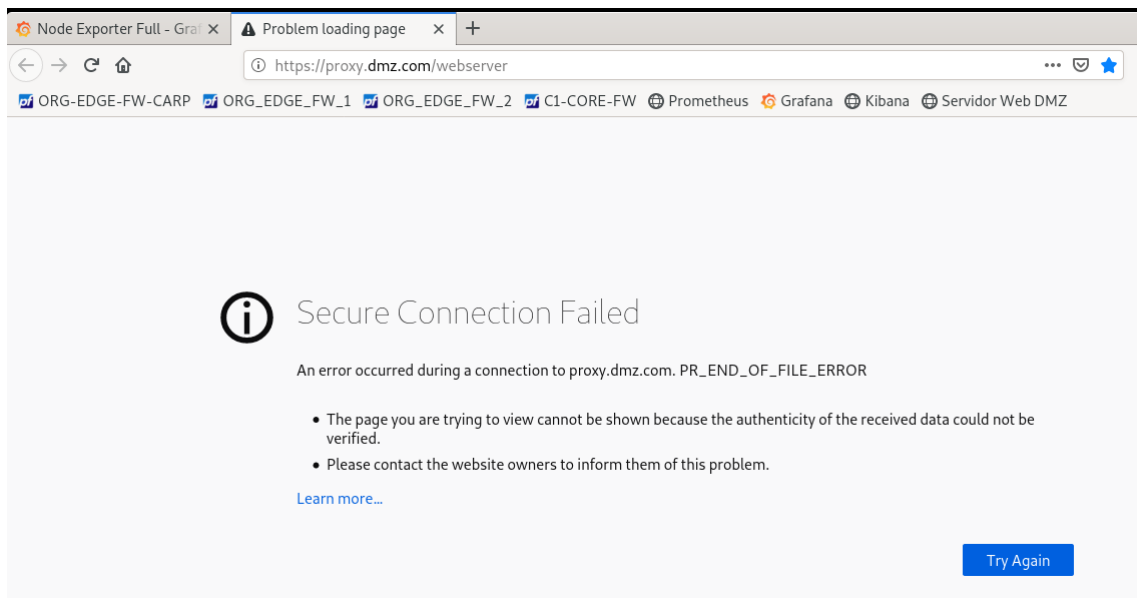 Node Exporter Full - Graf
Problem loading page
https://proxy.dmz.com/webserver
ORG-EDGE-FW-CARP ORG_EDGE_FW_1 ORG_EDGE_FW_2 C1-CORE-FW Prometheus Grafana Kibana Servidor Web DMZ
Secure Connection Failed
An error occurred during a connection to proxy.dmz.com. PR_END_OF_FILE_ERROR
• The page you are trying to view cannot be shown because the authenticity of the received data could not be
verified.
• Please contact the website owners to inform them of this problem.
Learn more...
Try Again